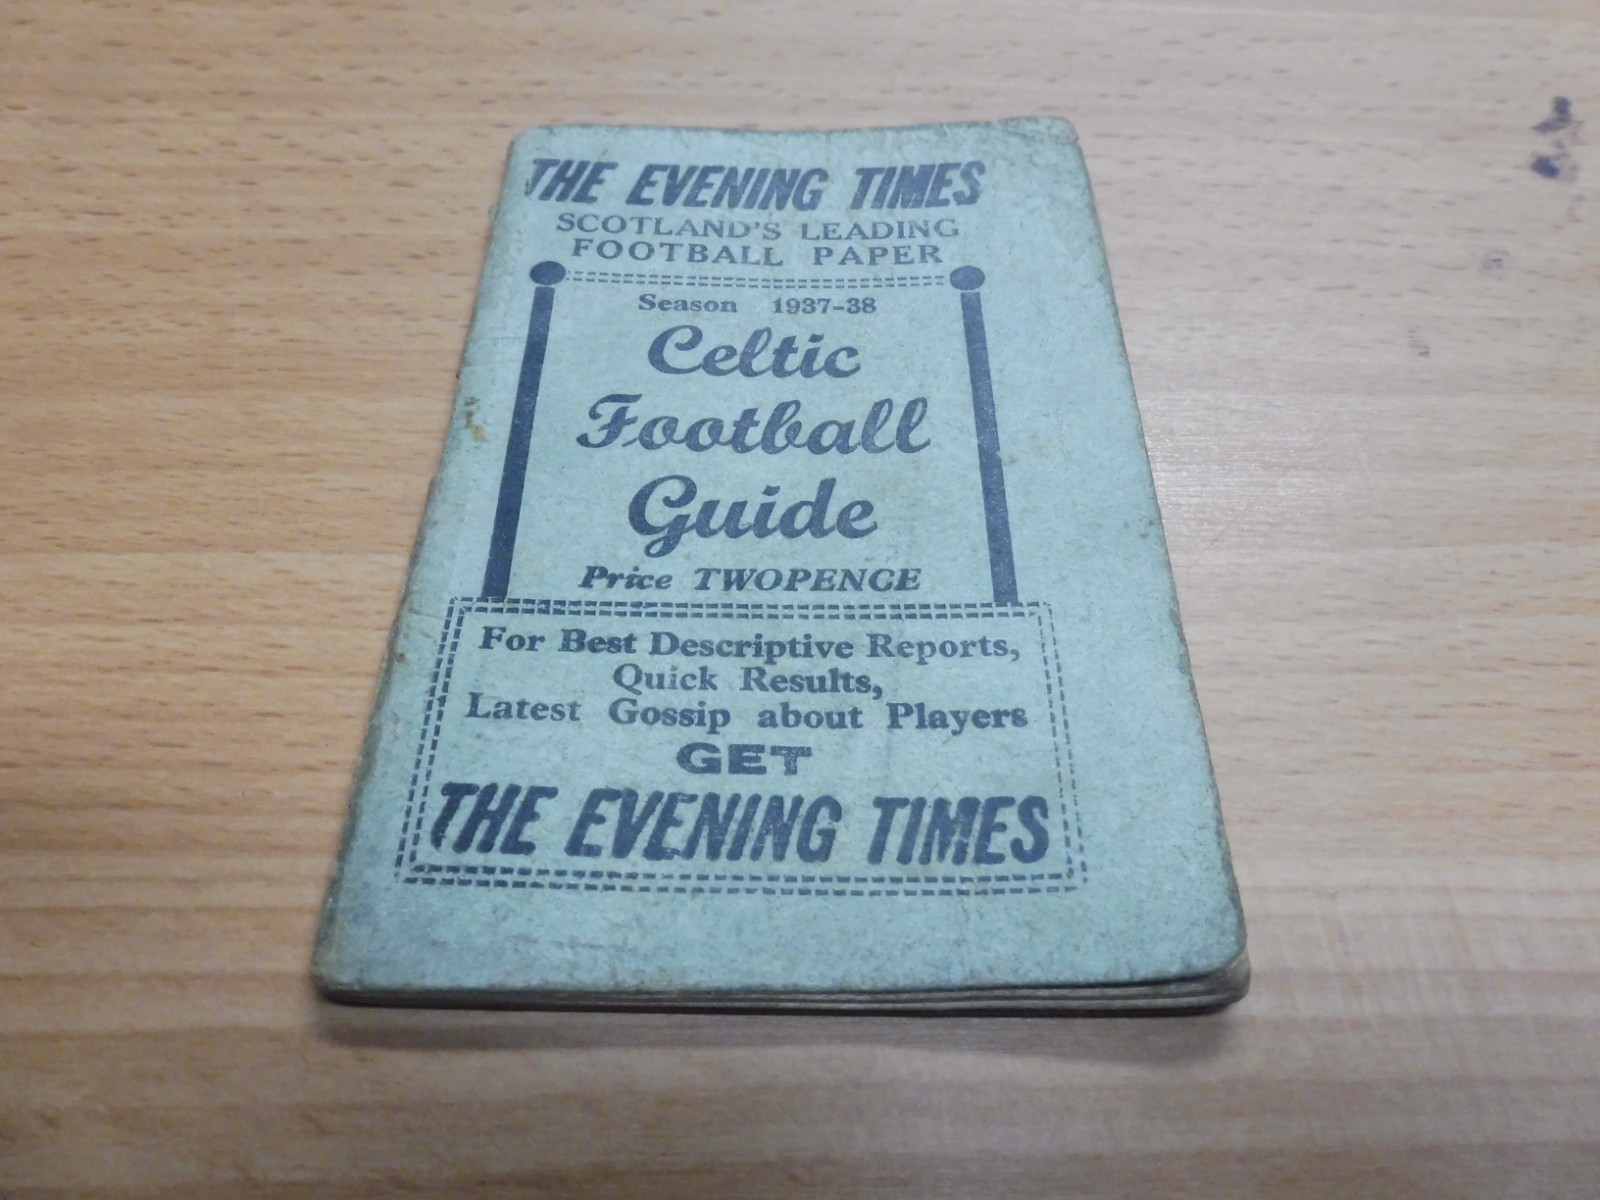 THE EVENING TIMES
SCOTLAND'S LEADING
FOOTBALL PAPER
Season 1937-38
Celtic
Football
Guide
Price TWOPENCE
For Best Descriptive Reports,
Quick Results,
Latest Gossip about Players
GET
THE EVENING TIMES